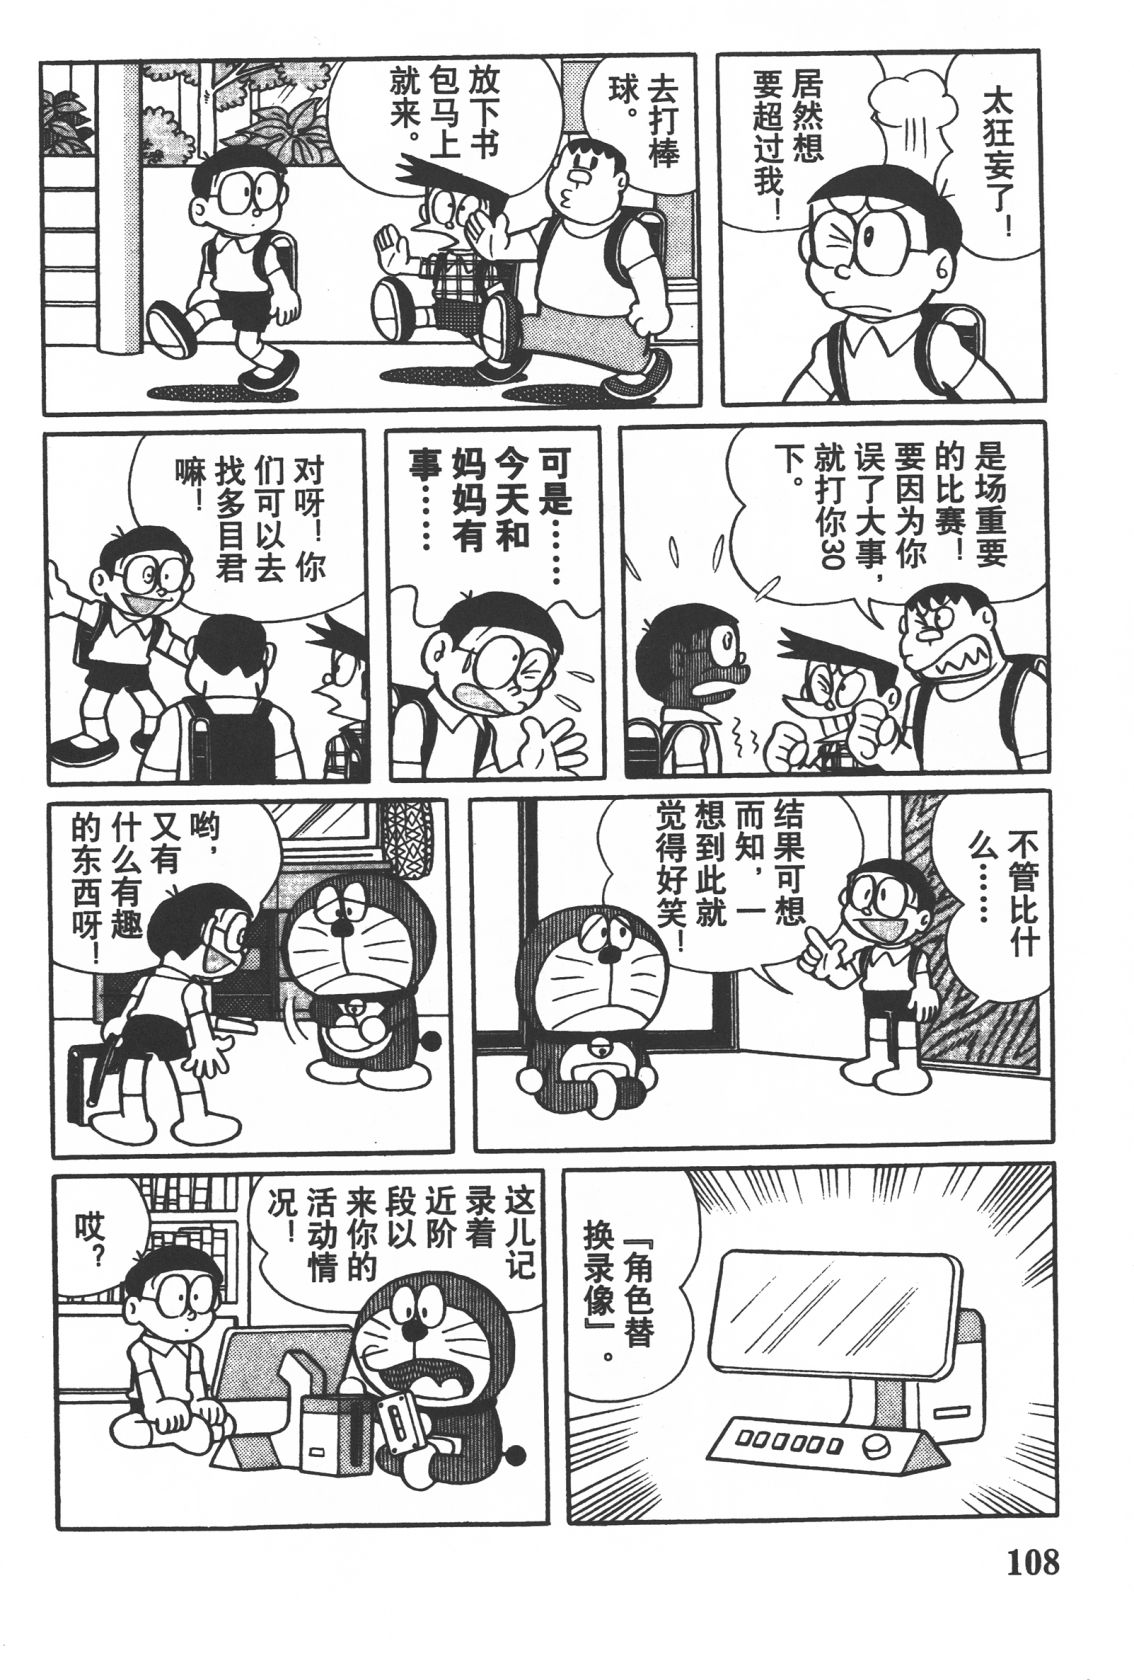 太狂妄了！
居然想
要超过我！
去打棒
球。
放下书
包马上
就来。
是场重要
的比赛！
要因为你
误了大事，
就打你30
下。
可是……
今天和
妈妈有
事……
对呀！你
们可以去
找多目君
嘛！
不管比什
么……
结果可想
而知，一
想到此就
觉得好笑！
哟，
又有
什么有趣
的东西呀！
『角色替
换录像』。
这儿记
录着
近阶
段以
来你的
活动情
况！
哎？
108